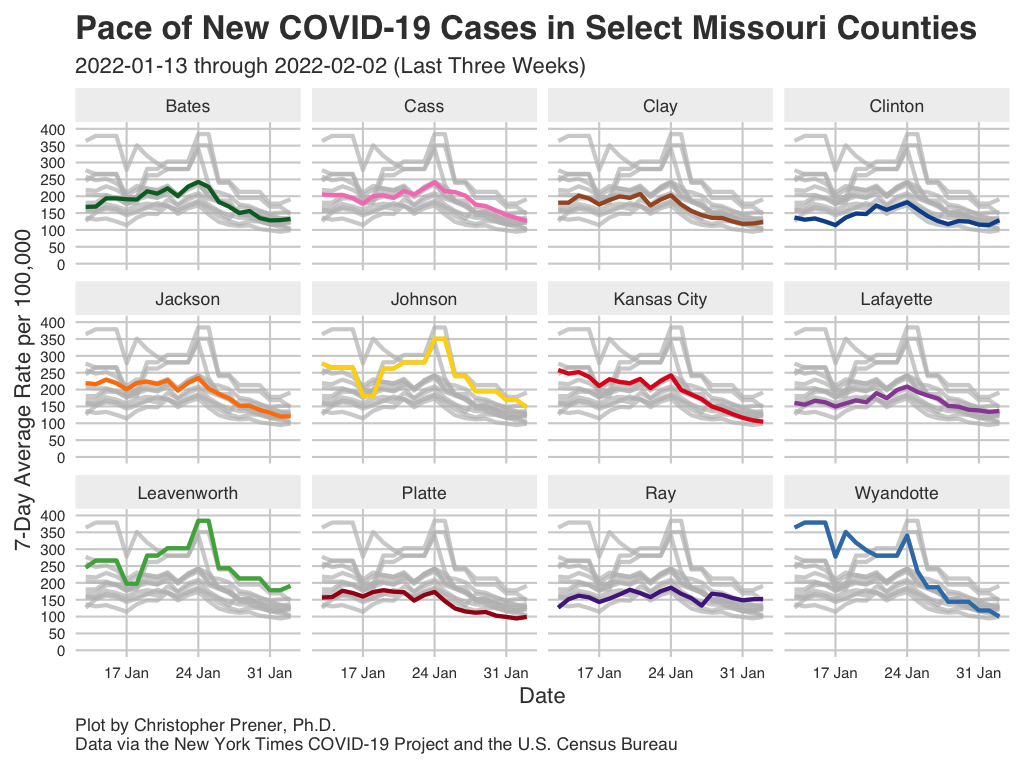 Pace of New COVID-19 Cases in Select Missouri Counties
2022-01-13 through 2022-02-02 (Last Three Weeks)
Bates Cass Clay Clinton
400
350
300
250
200
150
100
50
0
Jackson Johnson Kansas City Lafayette
400
350
300
250
200
150
100
50
0
Leavenworth Platte Ray Wyandotte
400
350
300
250
200
150
100
50
0
7-Day Average Rate per 100,000
17 Jan 24 Jan 31 Jan 17 Jan 24 Jan 31 Jan 17 Jan 24 Jan 31 Jan 17 Jan 24 Jan 31 Jan
Date
Plot by Christopher Prener, Ph.D.
Data via the New York Times COVID-19 Project and the U.S. Census Bureau